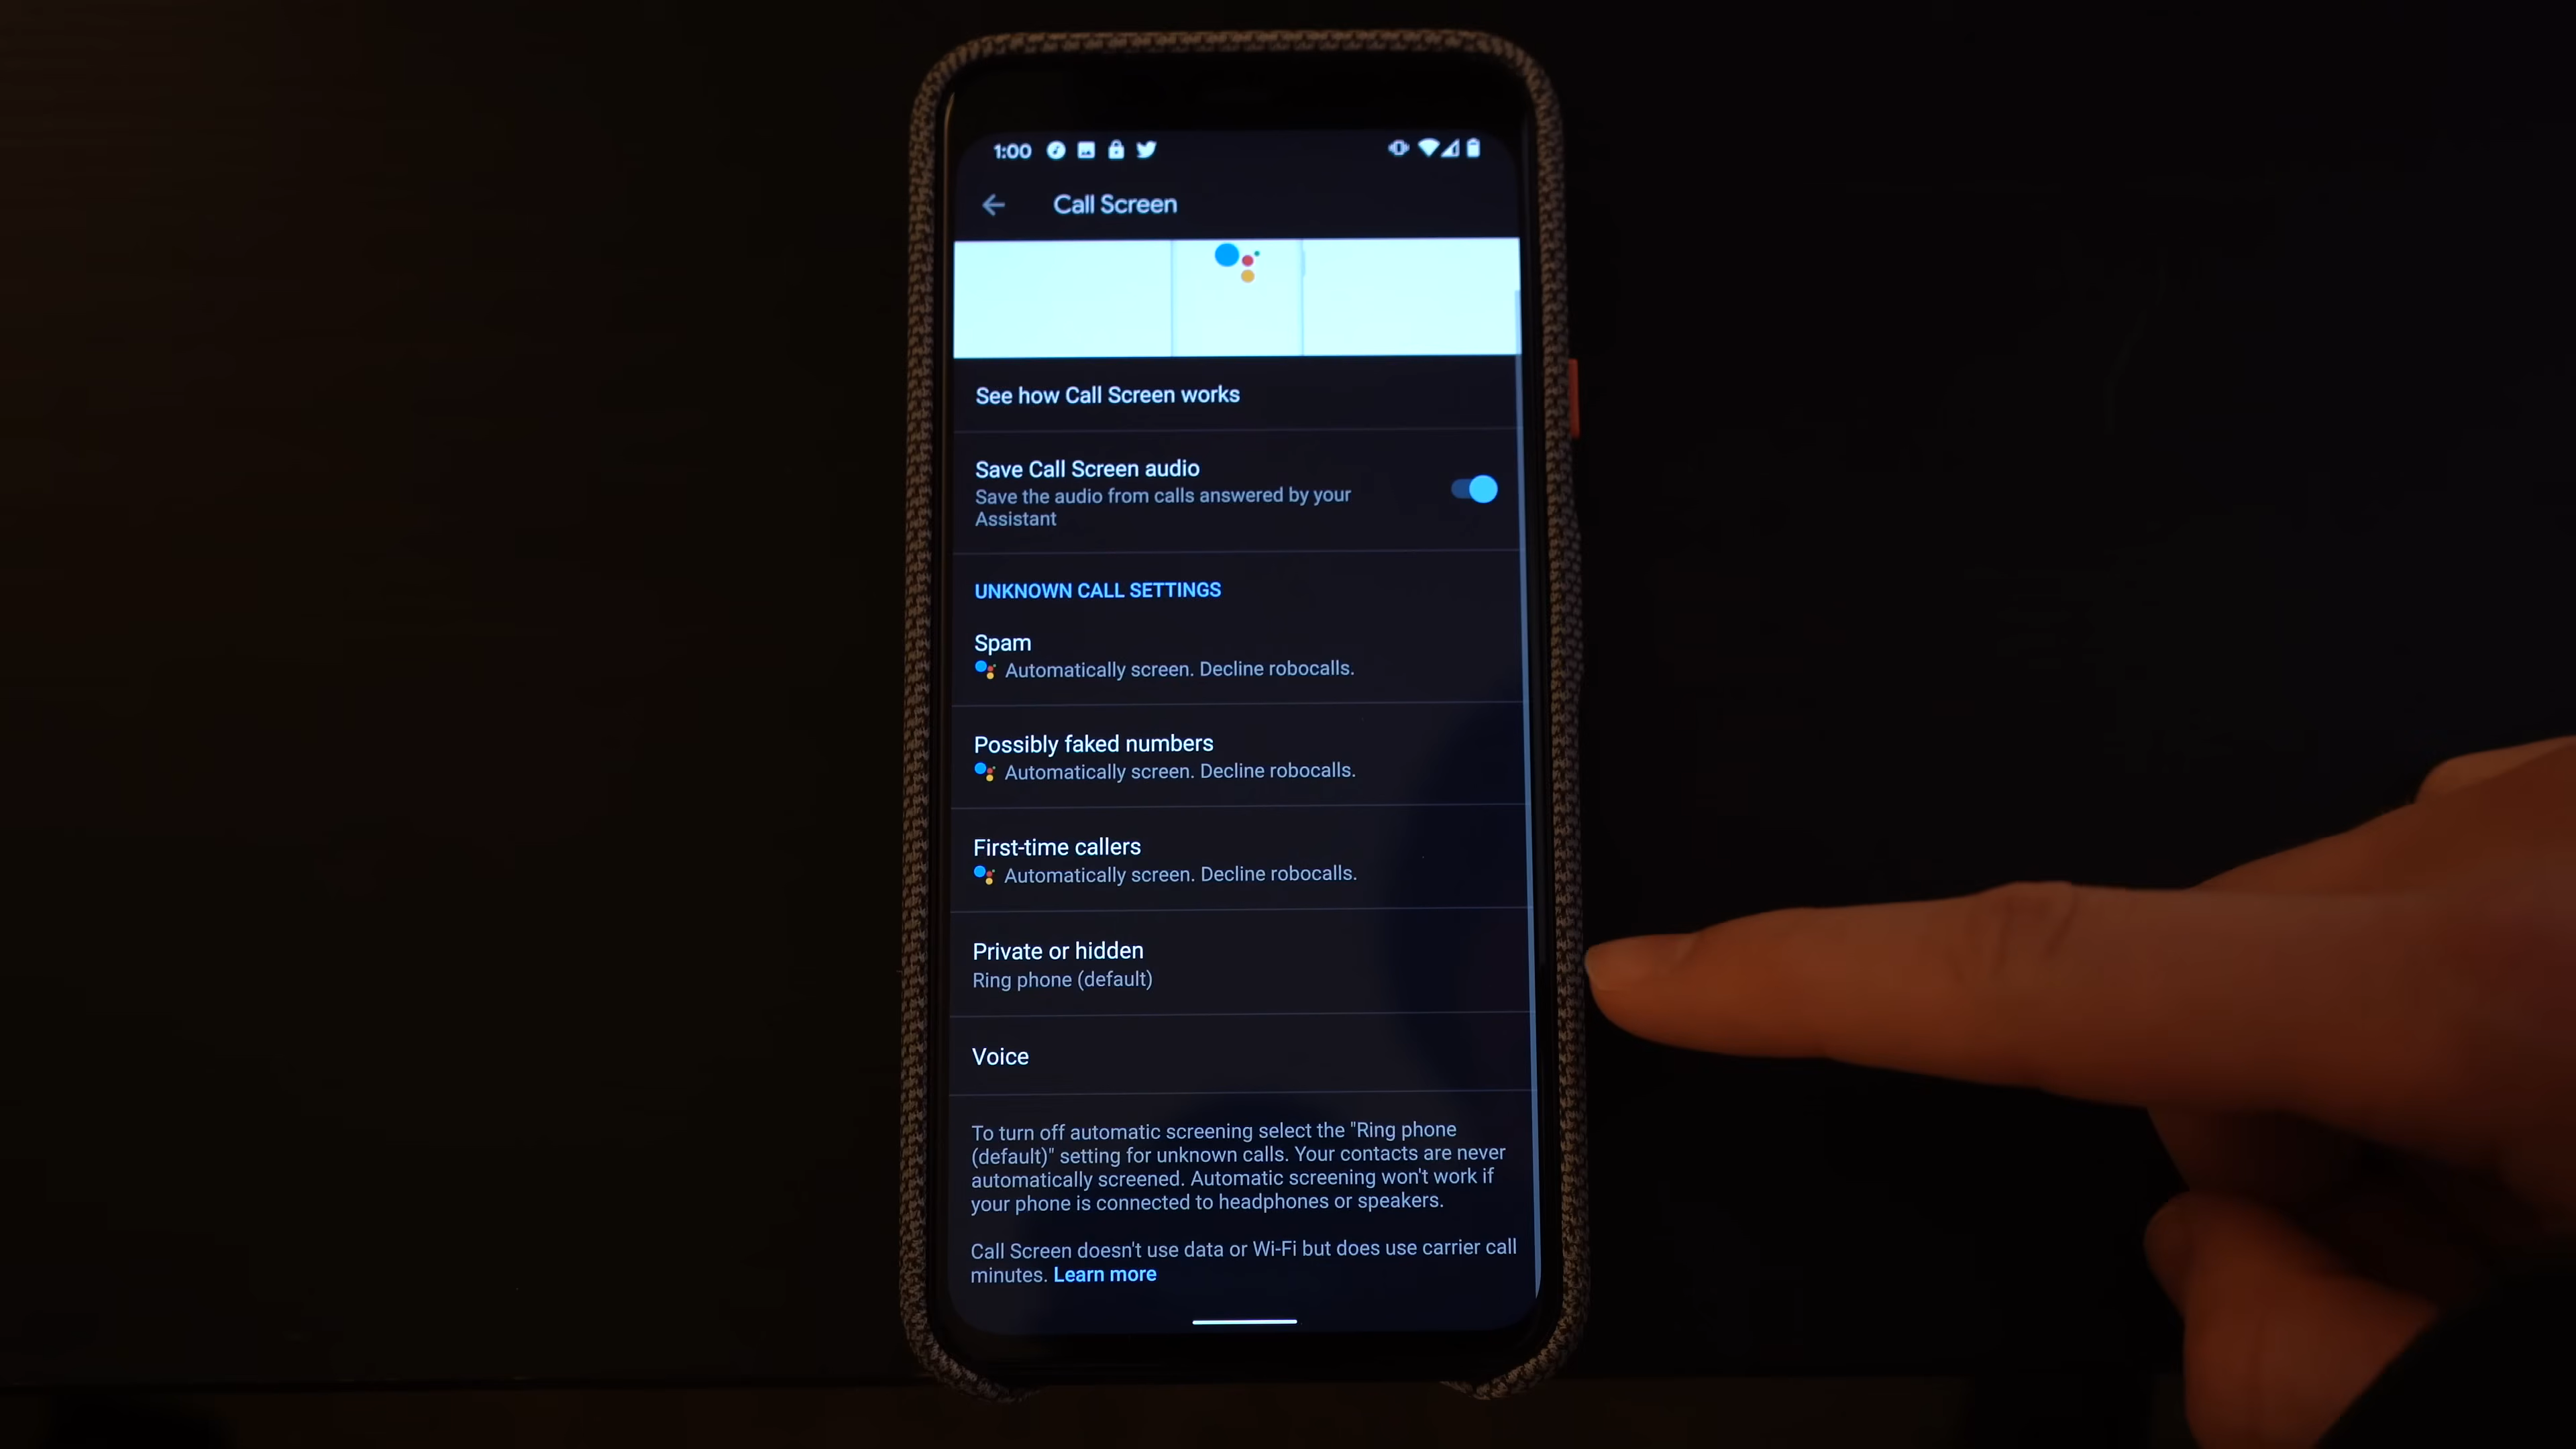 1:00
Call Screen
See how Call Screen works
Save Call Screen audio
Save the audio from calls answered by your
Assistant
UNKNOWN CALL SETTINGS
Spam
Automatically screen. Decline robocalls.
Possibly faked numbers
Automatically screen. Decline robocalls.
First-time callers
Automatically screen. Decline robocalls.
Private or hidden
Ring phone (default)
Voice
To turn off automatic screening select the "Ring phone
(default)" setting for unknown calls. Your contacts are never
automatically screened. Automatic screening won't work if
your phone is connected to headphones or speakers.
Call Screen doesn't use data or Wi-Fi but does use carrier call
minutes. Learn more